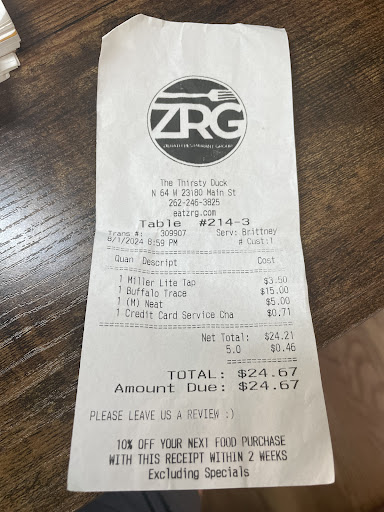 ZRG
The Thirsty Duck
N 64 W 23180 Main St
262-246-3825
eatzrg.com
Table #214-3
Trans #: 309907 Serv: Brittney
8/1/2024 8:59 PM # Cust:1
Quan Descript Cost
1 Miller Lite Tap $3.50
1 Buffalo Trace $15.00
1 (M) Neat $5.00
1 Credit Card Service Cha $0.71
Net Total: $24.21
5.0 $0.46
TOTAL: $24.67
Amount Due: $24.67
PLEASE LEAVE US A REVIEW :)
10% OFF YOUR NEXT FOOD PURCHASE
WITH THIS RECEIPT WITHIN 2 WEEKS
Excluding Specials